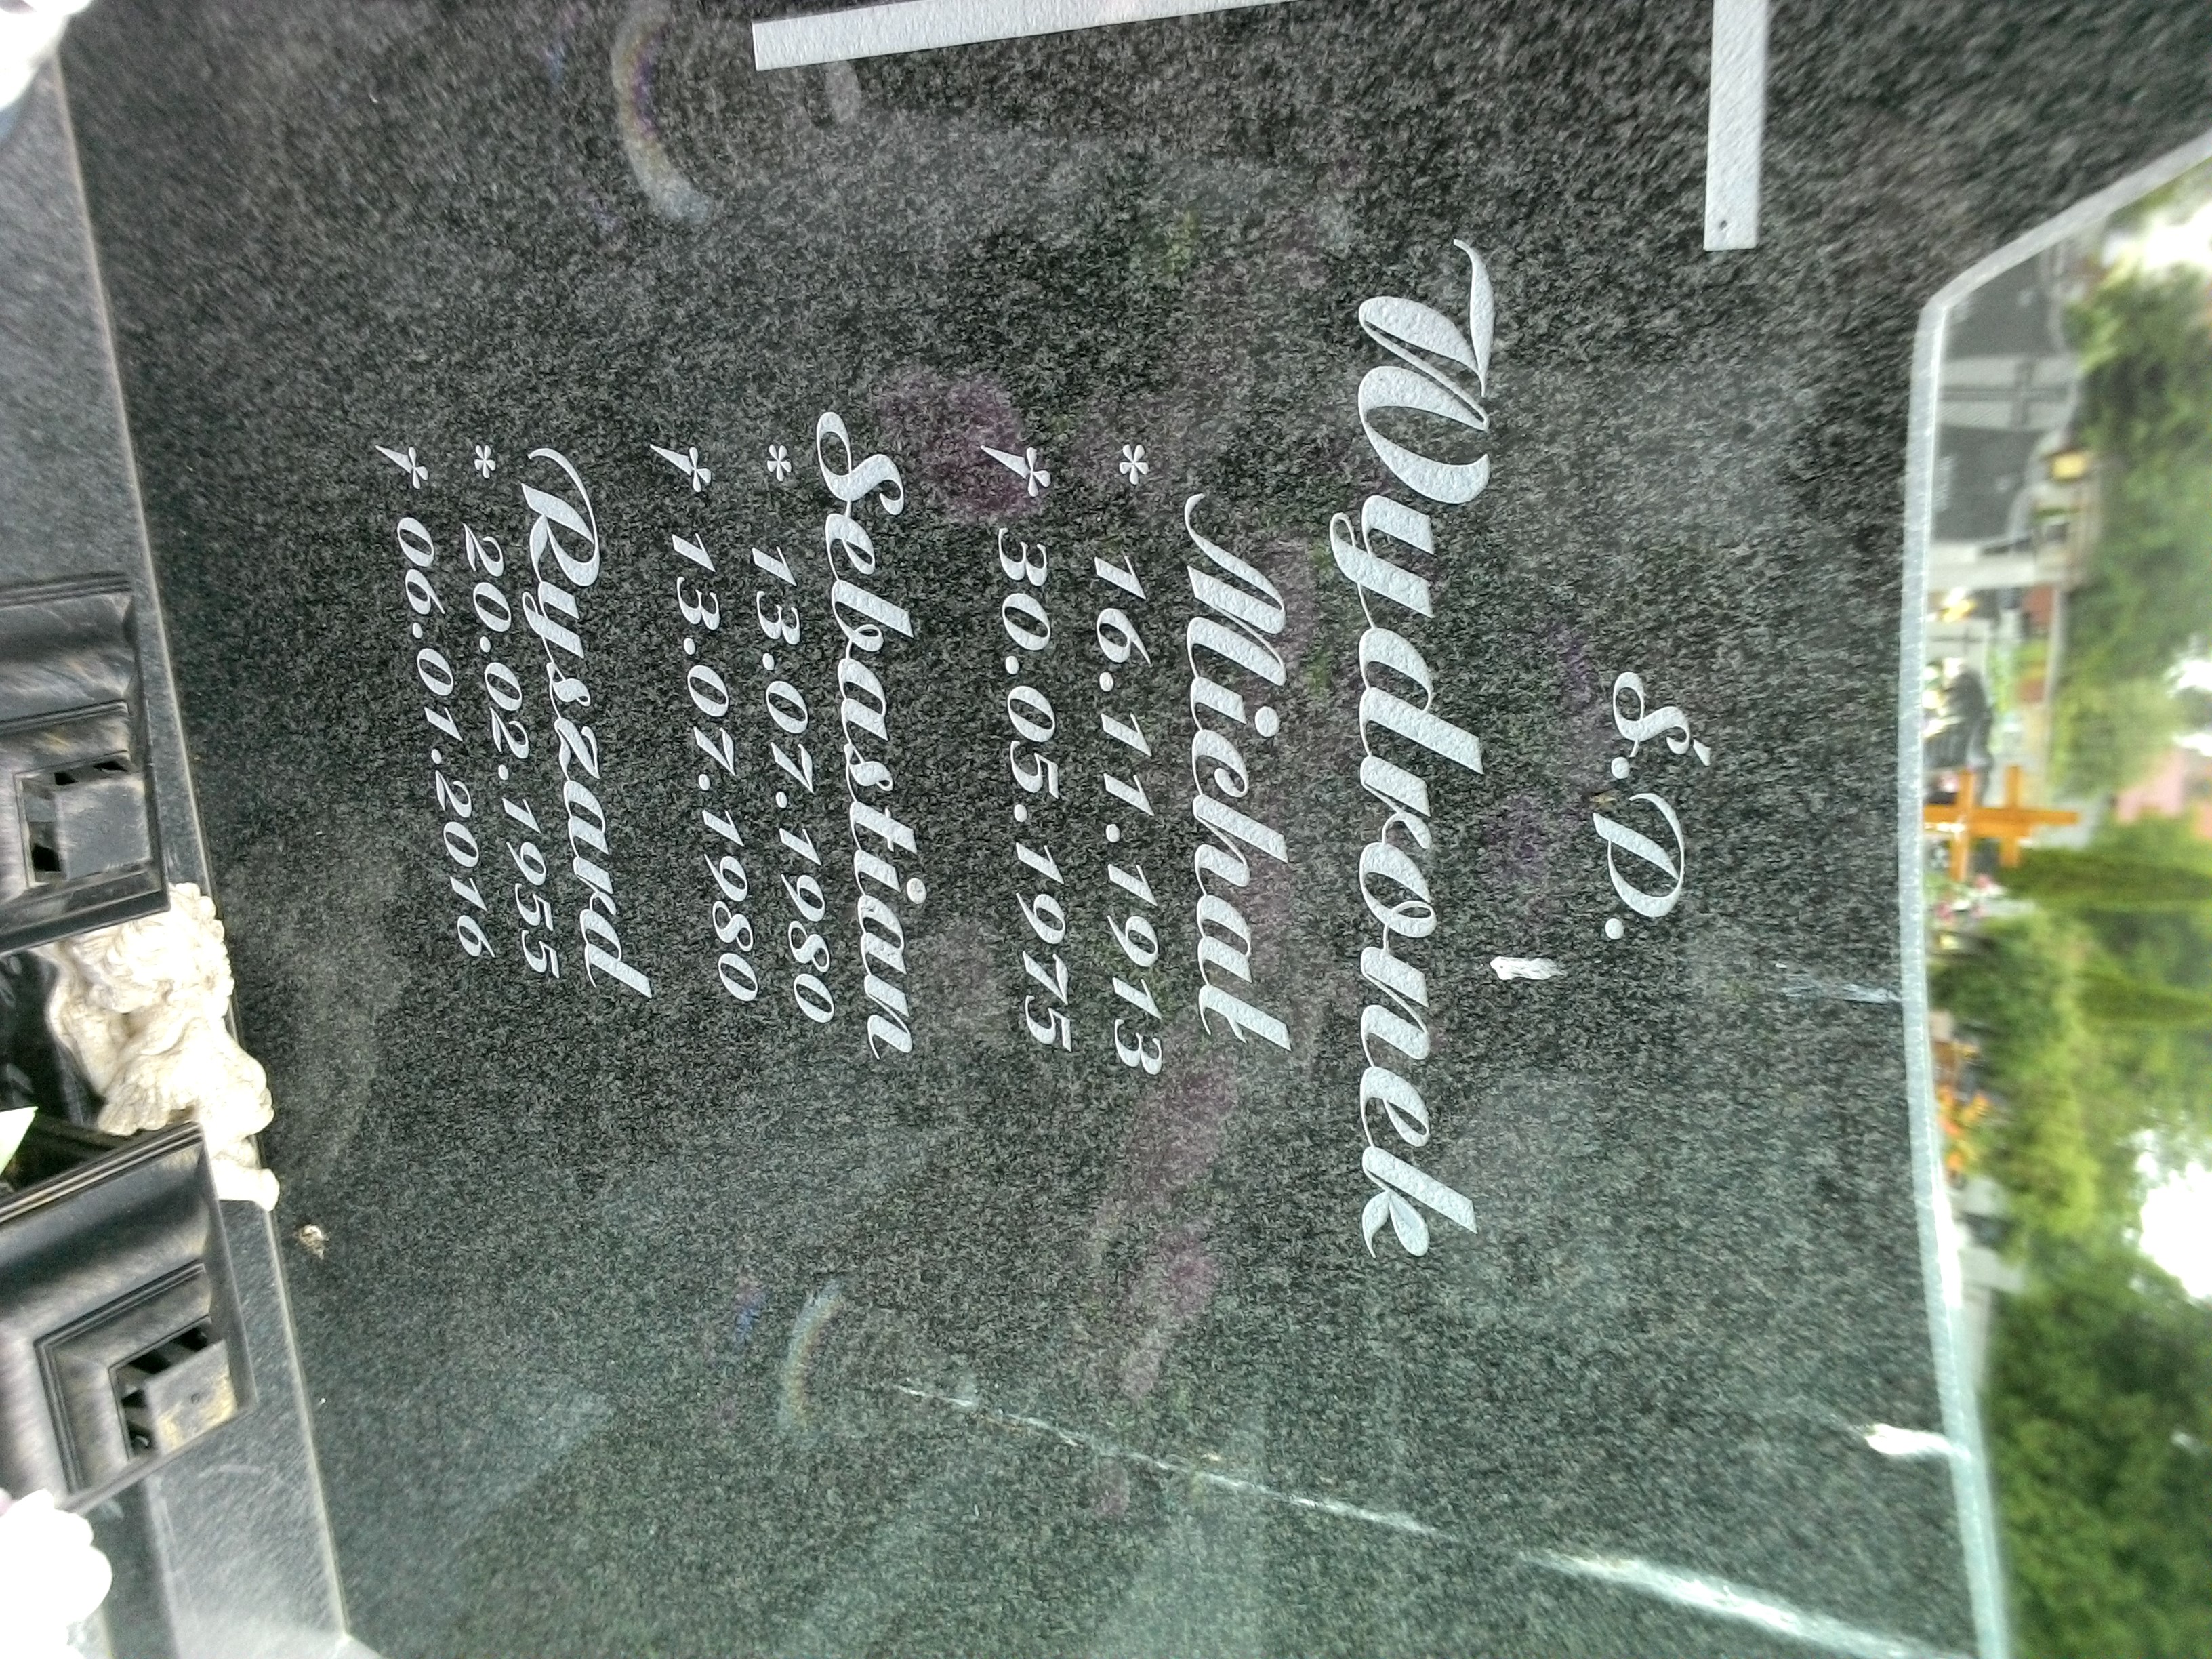 Ś.P.
Wydkonek
Michał
* 16.11.1913
† 30.05.1975
Sebastian
* 13.07.1980
† 13.07.1980
Ryszard
* 20.02.1955
† 06.01.2016